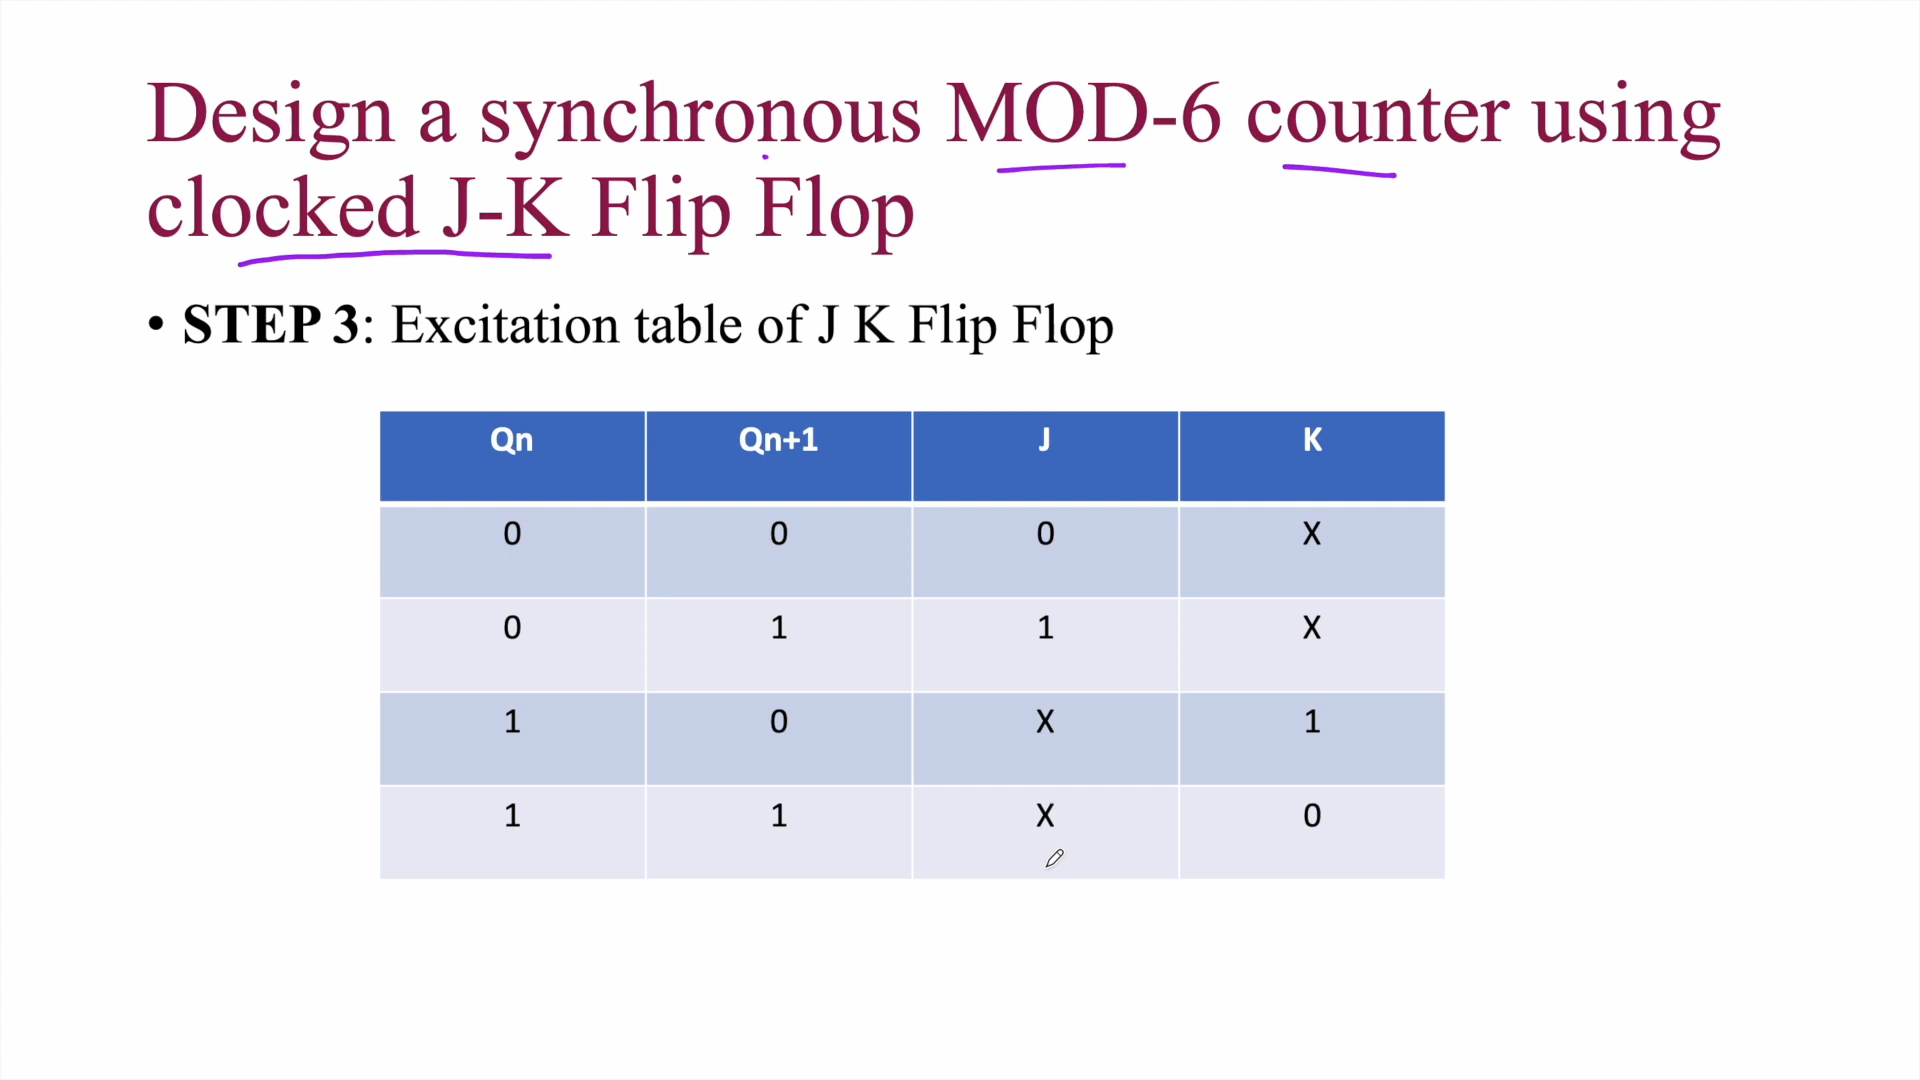 Design a synchronous MOD-6 counter using
clocked J-K Flip Flop
• STEP 3: Excitation table of J K Flip Flop
Qn Qn+1 J K
0 0 0 X
0 1 1 X
1 0 X 1
1 1 X 0